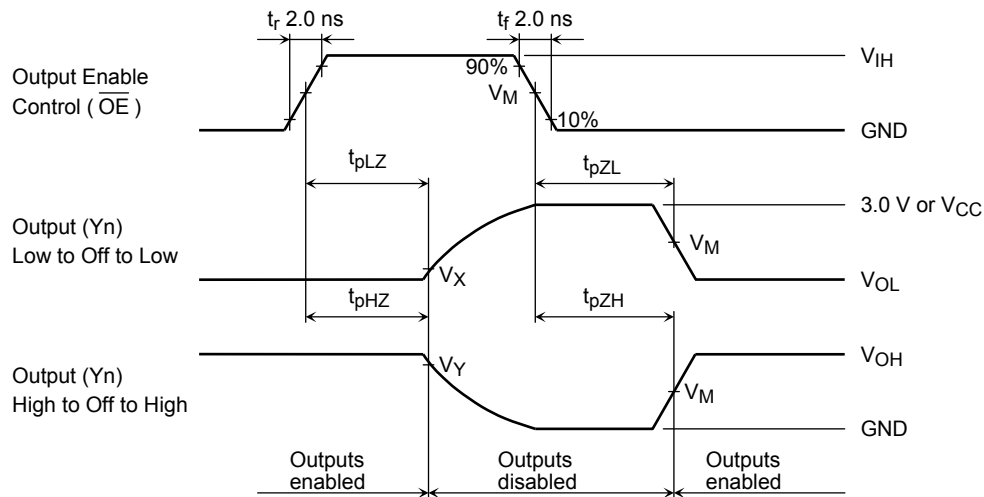 tr 2.0 ns
tf 2.0 ns
Output Enable
Control ( OE )
90%
VM
10%
VIH
GND
tpLZ
tpZL
Output (Yn)
Low to Off to Low
VX
VM
3.0 V or VCC
VOL
tpHZ
tpZH
Output (Yn)
High to Off to High
VY
VM
VOH
GND
Outputs
enabled
Outputs
disabled
Outputs
enabled